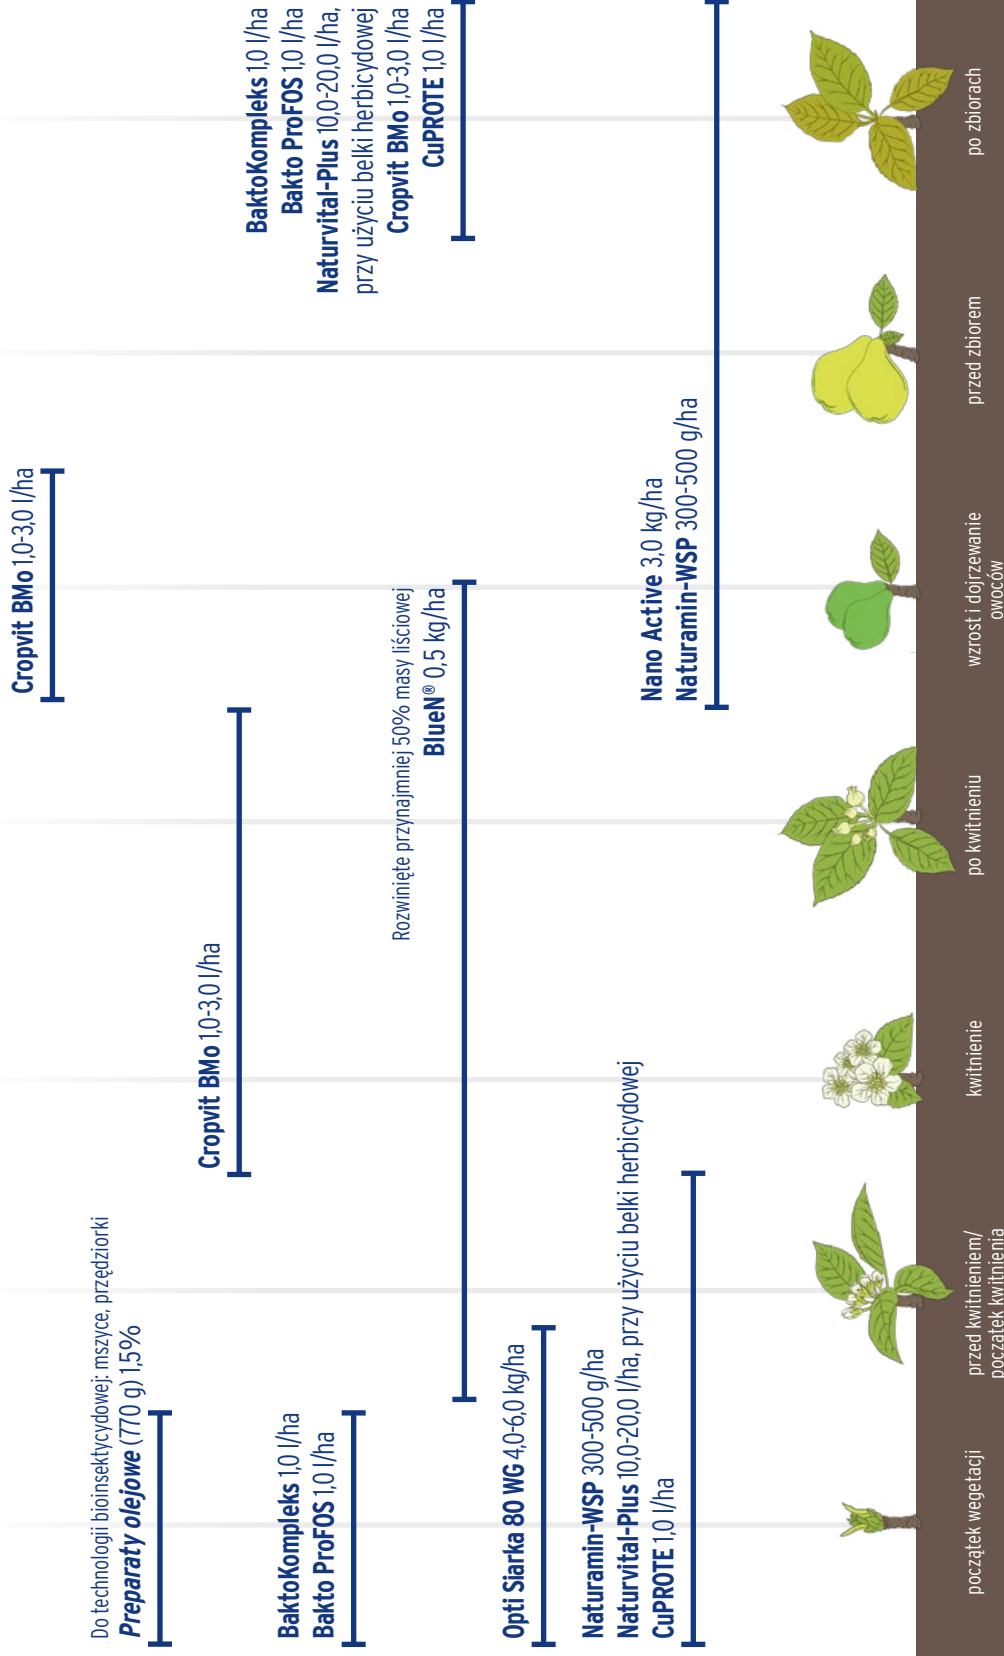 Cropvit BMo 1,0-3,0 l/ha
Do technologii bioinsektycydowej: mszyce, przędziorki
Preparaty olejowe (770 g) 1,5%
Cropvit BMo 1,0-3,0 l/ha
BaktoKompleks 1,0 l/ha
Bakto ProFOS 1,0 l/ha
Naturvital-Plus 10,0-20,0 l/ha,
przy użyciu belki herbicydowej
Cropvit BMo 1,0-3,0 l/ha
CuPROTE 1,0 l/ha
BaktoKompleks 1,0 l/ha
Bakto ProFOS 1,0 l/ha
Rozwinięte przynajmniej 50% masy liściowej
BlueN® 0,5 kg/ha
Opti Siarka 80 WG 4,0-6,0 kg/ha
Naturamin-WSP 300-500 g/ha
Naturvital-Plus 10,0-20,0 l/ha, przy użyciu belki herbicydowej
CuPROTE 1,0 l/ha
Nano Active 3,0 kg/ha
Naturamin-WSP 300-500 g/ha
początek wegetacji
przed kwitnieniem/
początek kwitnienia
kwitnienie
po kwitnieniu
wzrost i dojrzewanie
owoców
przed zbiorem
po zbiorach